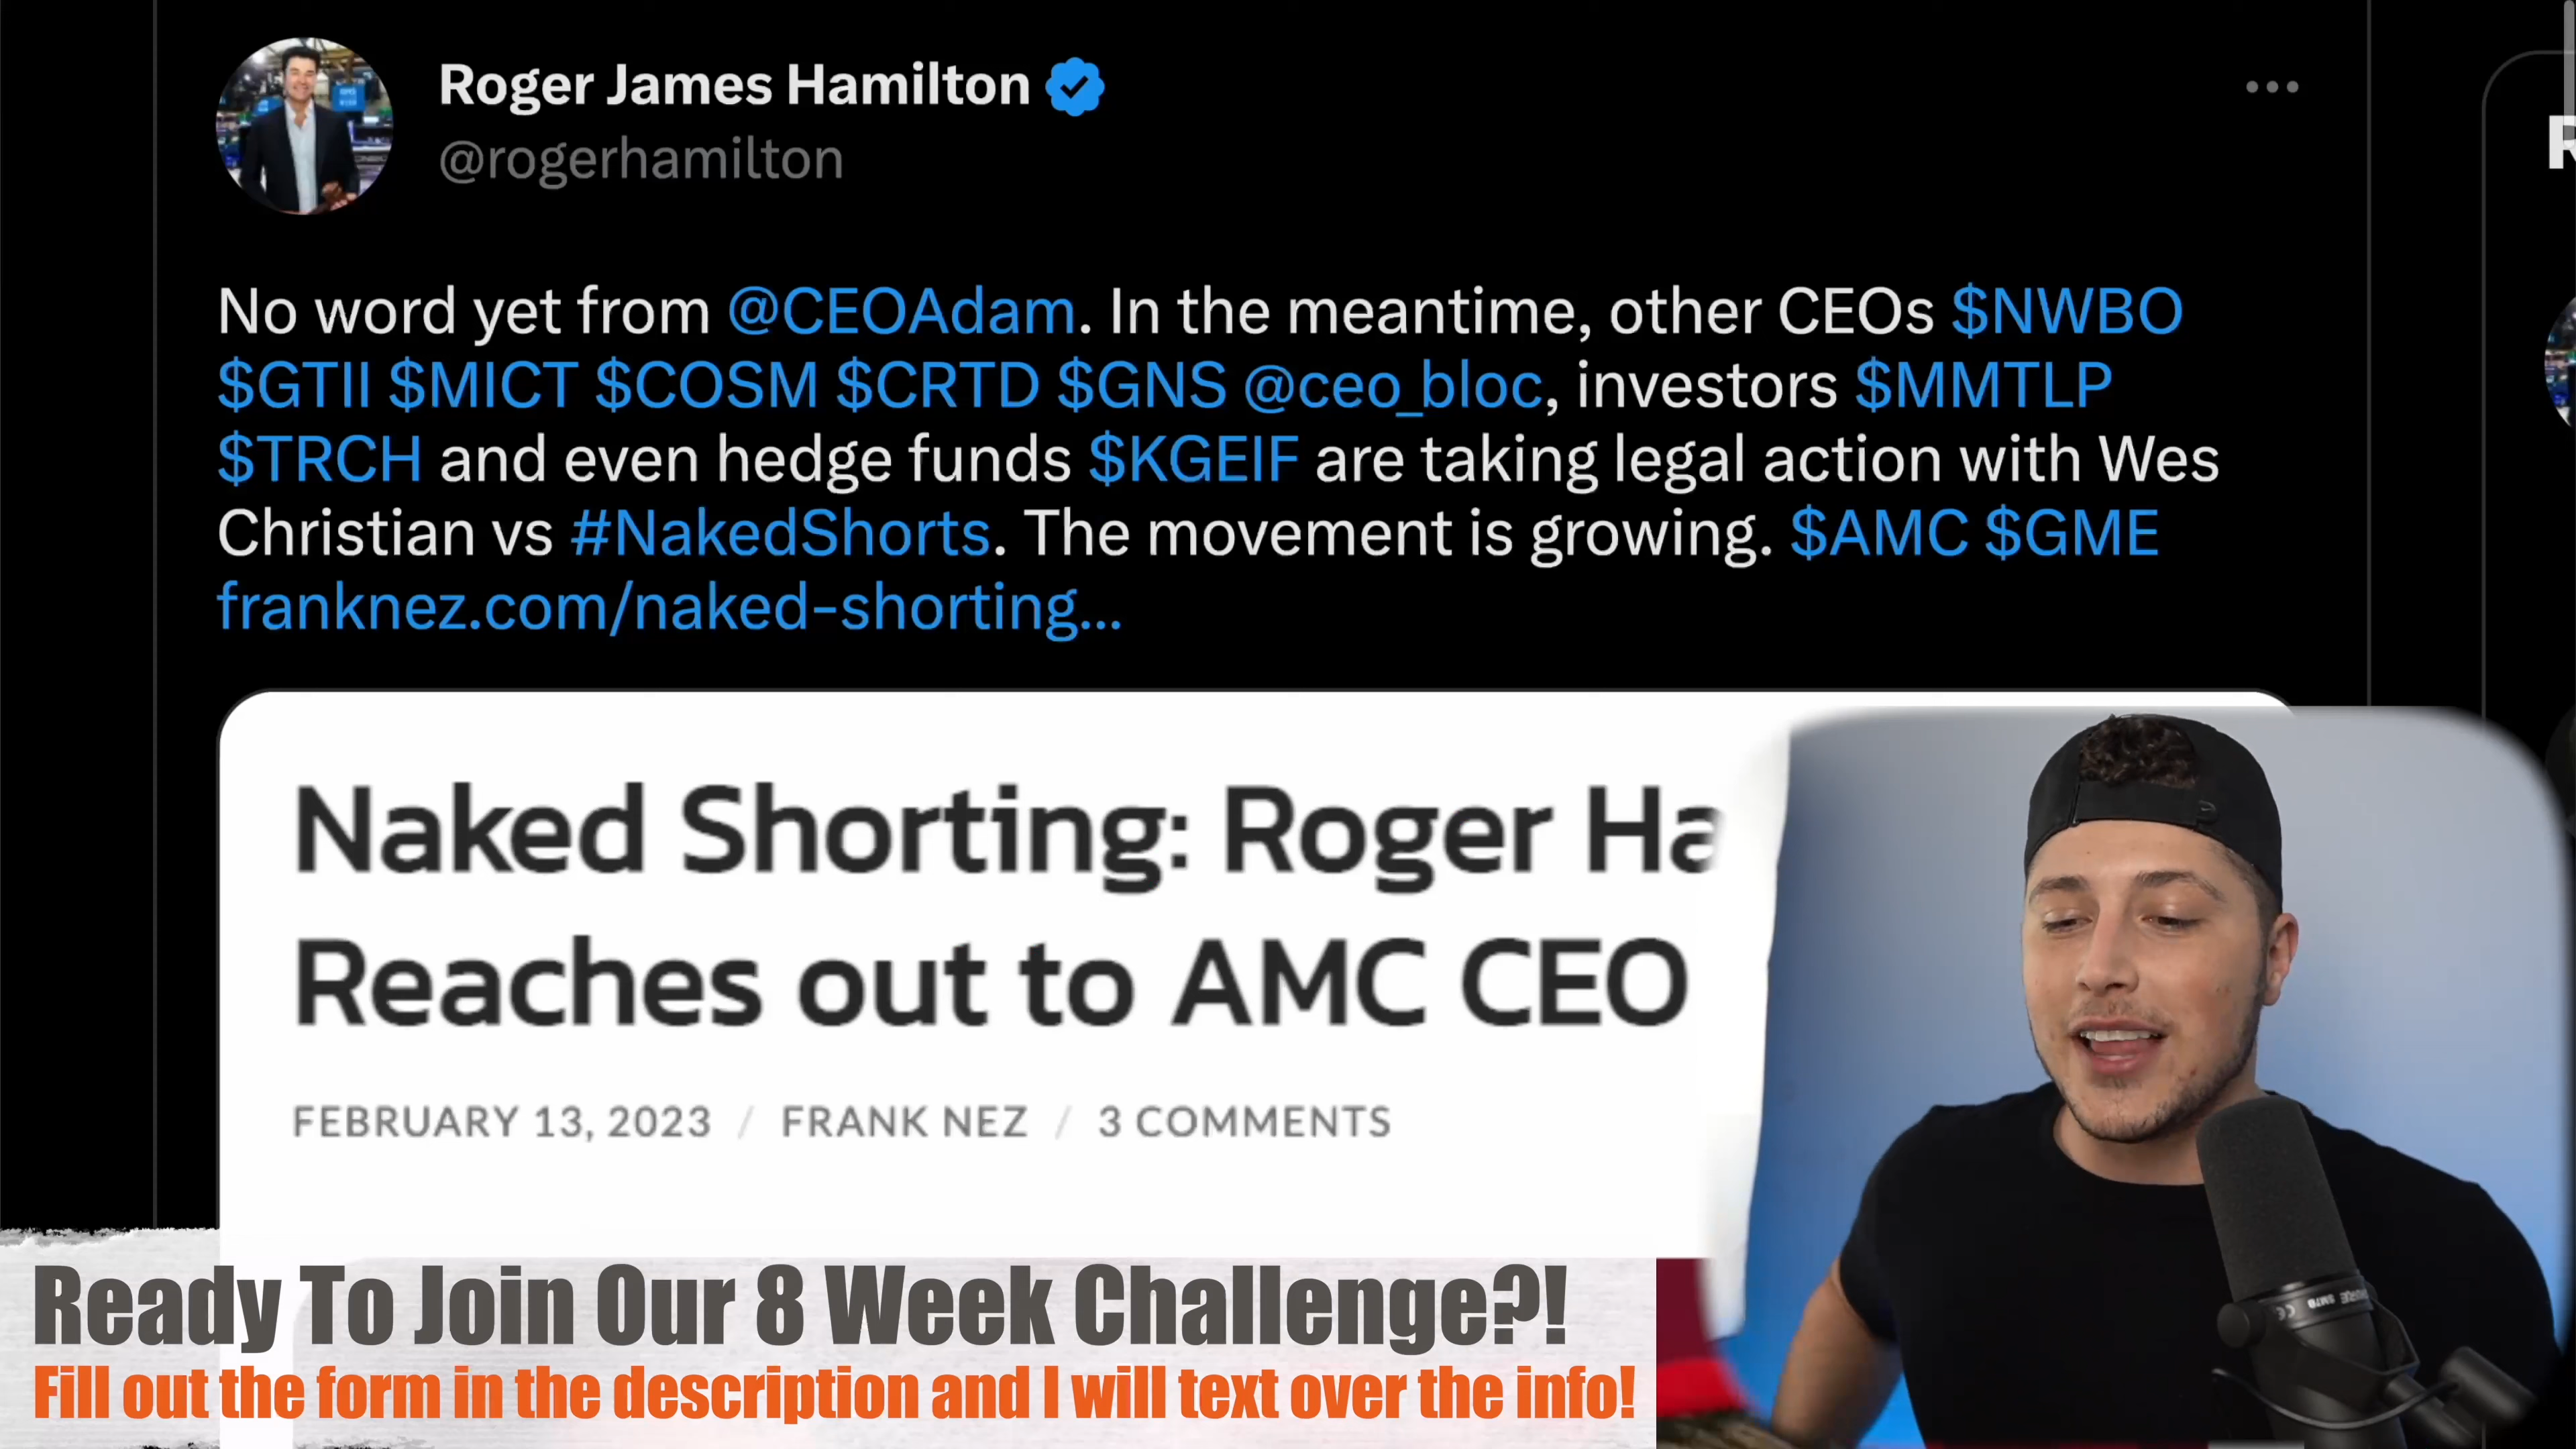 Roger James Hamilton
@rogerhamilton
No word yet from @CEOAdam. In the meantime, other CEOs $NWBO
$GTII $MICT $COSM $CRTD $GNS @ceo_bloc, investors $MMTLP
$TRCH and even hedge funds $KGEIF are taking legal action with Wes
Christian vs #NakedShorts. The movement is growing. $AMC $GME
franknez.com/naked-shorting...
Naked Shorting: Roger Ha
Reaches out to AMC CEO
FEBRUARY 13, 2023 / FRANK NEZ / 3 COMMENTS
Ready To Join Our 8 Week Challenge?!
Fill out the form in the description and I will text over the info!